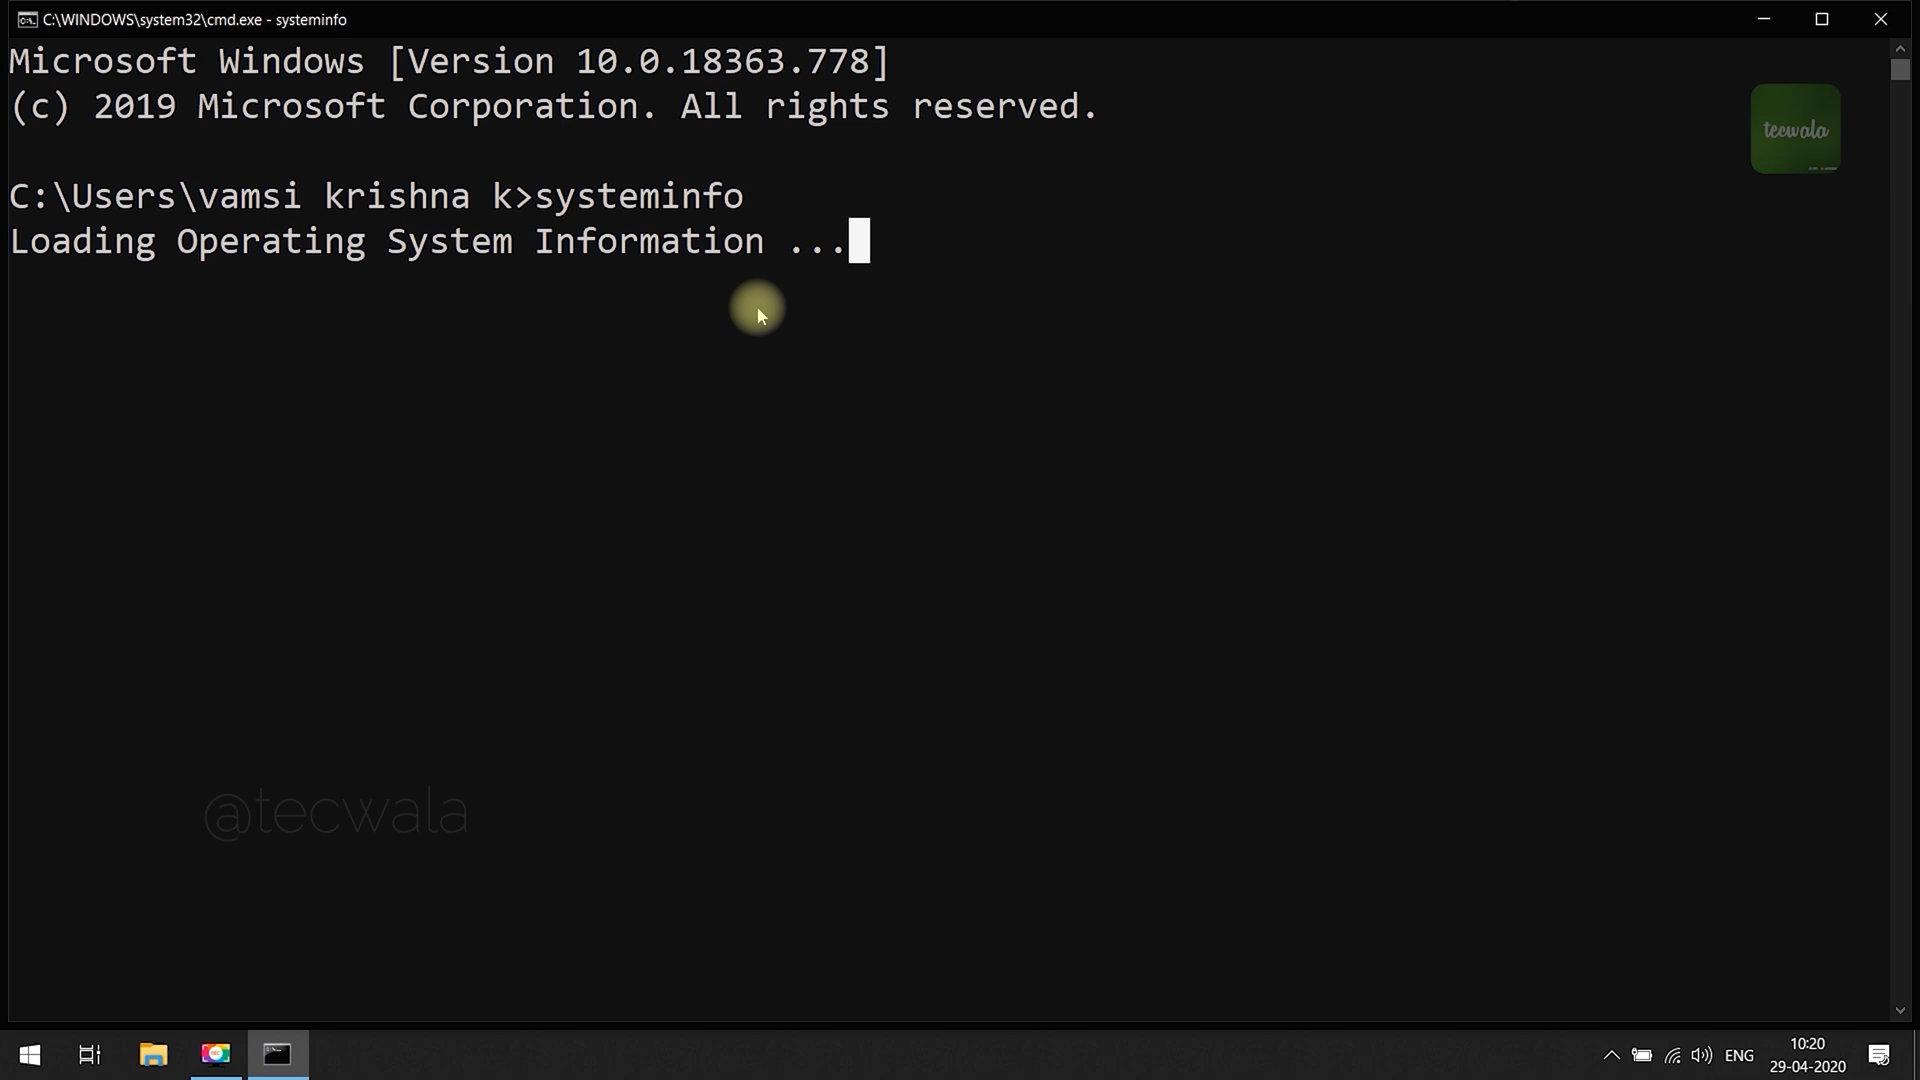 C:\WINDOWS\system32\cmd.exe - systeminfo
Microsoft Windows [Version 10.0.18363.778]
(c) 2019 Microsoft Corporation. All rights reserved.
tecwala
C:\Users\vamsi krishna k>systeminfo
Loading Operating System Information ...
@tecwala
REC
ENG
10:20
29-04-2020